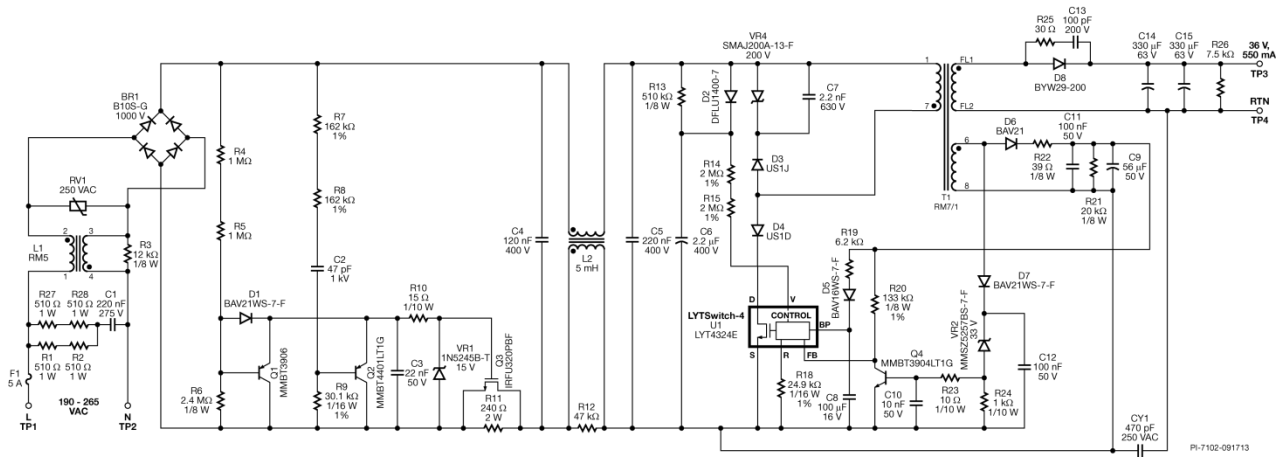 BR1
B10S-G
1000 V
RV1
250 VAC
L1
RM5
2
3
1
4
R3
12 kΩ
1/8 W
R27
510 Ω
1 W
R28
510 Ω
1 W
C1
220 nF
275 V
R1
510 Ω
1 W
R2
510 Ω
1 W
F1
5 A
L
TP1
190 - 265
VAC
N
TP2
R4
1 MΩ
R5
1 MΩ
R6
2.4 MΩ
1/8 W
R7
162 kΩ
1%
R8
162 kΩ
1%
C2
47 pF
1 kV
D1
BAV21WS-7-F
Q1
MMBT3906
R9
30.1 kΩ
1/16 W
1%
Q2
MMBT4401LT1G
C3
22 nF
50 V
R10
15 Ω
1/10 W
VR1
1N5245B-T
15 V
Q3
IRFU320PBF
R11
240 Ω
2 W
R12
47 kΩ
C4
120 nF
400 V
L2
5 mH
C5
220 nF
400 V
C6
2.2 µF
400 V
R13
510 kΩ
1/8 W
D2
DFLU1400-7
VR4
SMAJ200A-13-F
200 V
C7
2.2 nF
630 V
R14
2 MΩ
1%
R15
2 MΩ
1%
D3
US1J
D4
US1D
LYTSwitch-4
U1
LYT4324E
D
V
CONTROL
BP
S
R
FB
R18
24.9 kΩ
1/16 W
1%
R19
6.2 kΩ
D5
BAV16WS-7-F
C8
100 µF
16 V
R20
133 kΩ
1/8 W
1%
Q4
MMBT3904LT1G
C10
10 nF
50 V
R23
10 Ω
1/10 W
R24
1 kΩ
1/10 W
VR2
MMSZ5257BS-7-F
33 V
D7
BAV21WS-7-F
C12
100 nF
50 V
1
7
FL1
FL2
6
8
T1
RM7/1
D6
BAV21
R22
39 Ω
1/8 W
C11
100 nF
50 V
R21
20 kΩ
1/8 W
C9
56 µF
50 V
R25
30 Ω
C13
100 pF
200 V
D8
BYW29-200
C14
330 µF
63 V
C15
330 µF
63 V
R26
7.5 kΩ
36 V,
550 mA
TP3
RTN
TP4
CY1
470 pF
250 VAC
PI-7102-091713